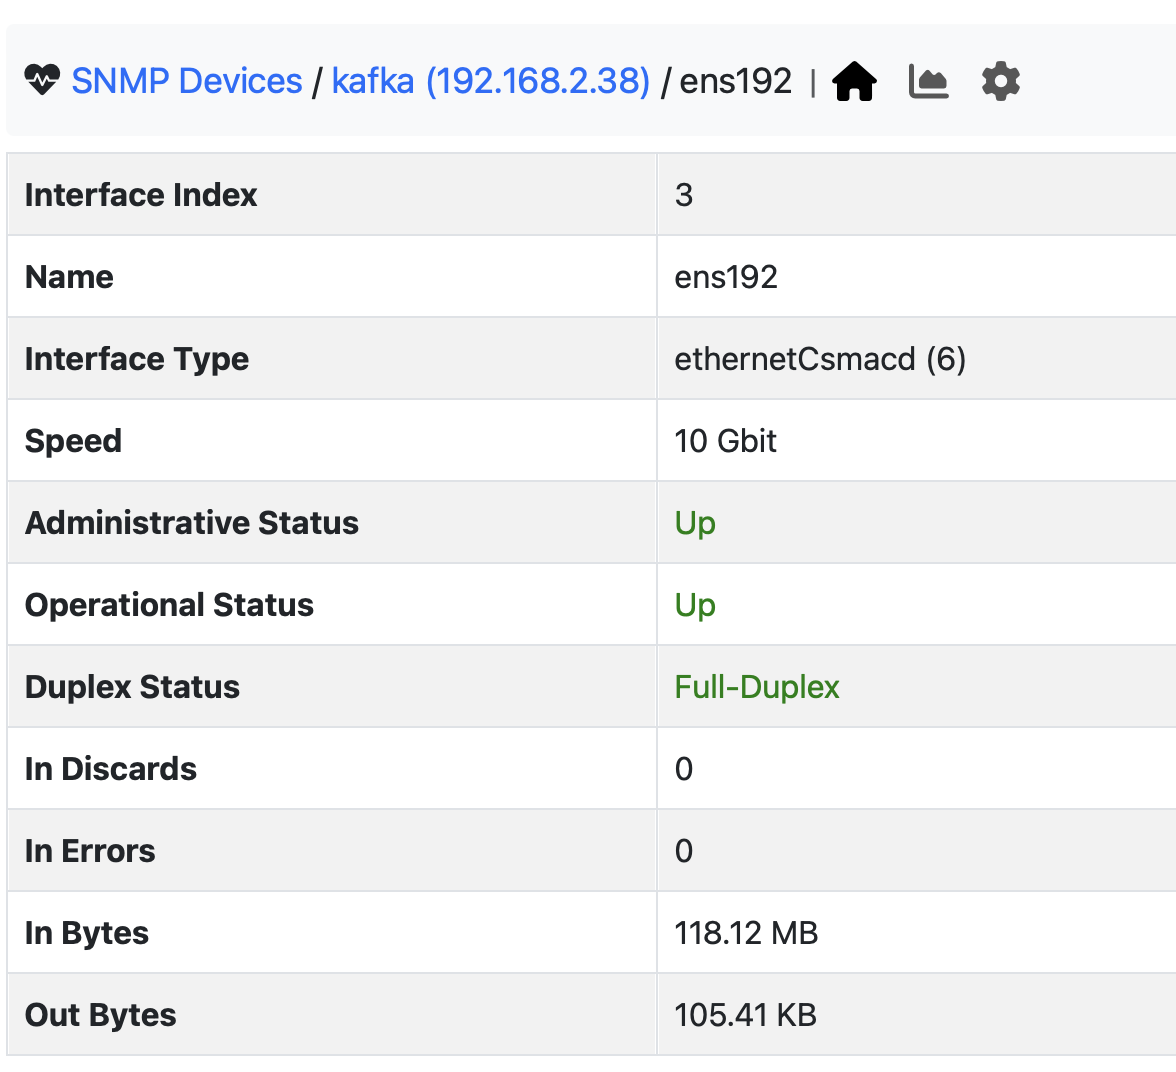 SNMP Devices / kafka (192.168.2.38) / ens192 |
Interface Index 3
Name ens192
Interface Type ethernetCsmacd (6)
Speed 10 Gbit
Administrative Status Up
Operational Status Up
Duplex Status Full-Duplex
In Discards 0
In Errors 0
In Bytes 118.12 MB
Out Bytes 105.41 KB